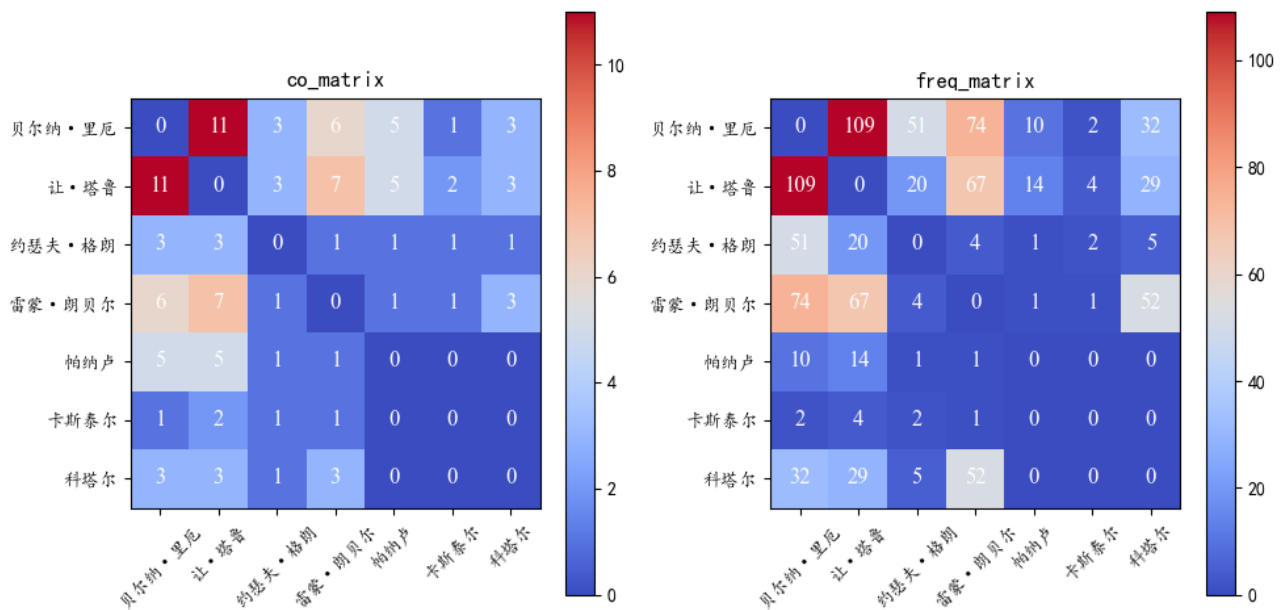 co_matrix
贝尔纳·里厄 0 11 3 6 5 1 3
让·塔鲁 11 0 3 7 5 2 3
约瑟夫·格朗 3 3 0 1 1 1 1
雷蒙·朗贝尔 6 7 1 0 1 1 3
帕纳卢 5 5 1 1 0 0 0
卡斯泰尔 1 2 1 1 0 0 0
科塔尔 3 3 1 3 0 0 0
贝尔纳·里厄 让·塔鲁 约瑟夫·格朗 雷蒙·朗贝尔 帕纳卢 卡斯泰尔 科塔尔
10
8
6
4
2
0
freq_matrix
贝尔纳·里厄 0 109 51 74 10 2 32
让·塔鲁 109 0 20 67 14 4 29
约瑟夫·格朗 51 20 0 4 1 2 5
雷蒙·朗贝尔 74 67 4 0 1 1 52
帕纳卢 10 14 1 1 0 0 0
卡斯泰尔 2 4 2 1 0 0 0
科塔尔 32 29 5 52 0 0 0
贝尔纳·里厄 让·塔鲁 约瑟夫·格朗 雷蒙·朗贝尔 帕纳卢 卡斯泰尔 科塔尔
100
80
60
40
20
0